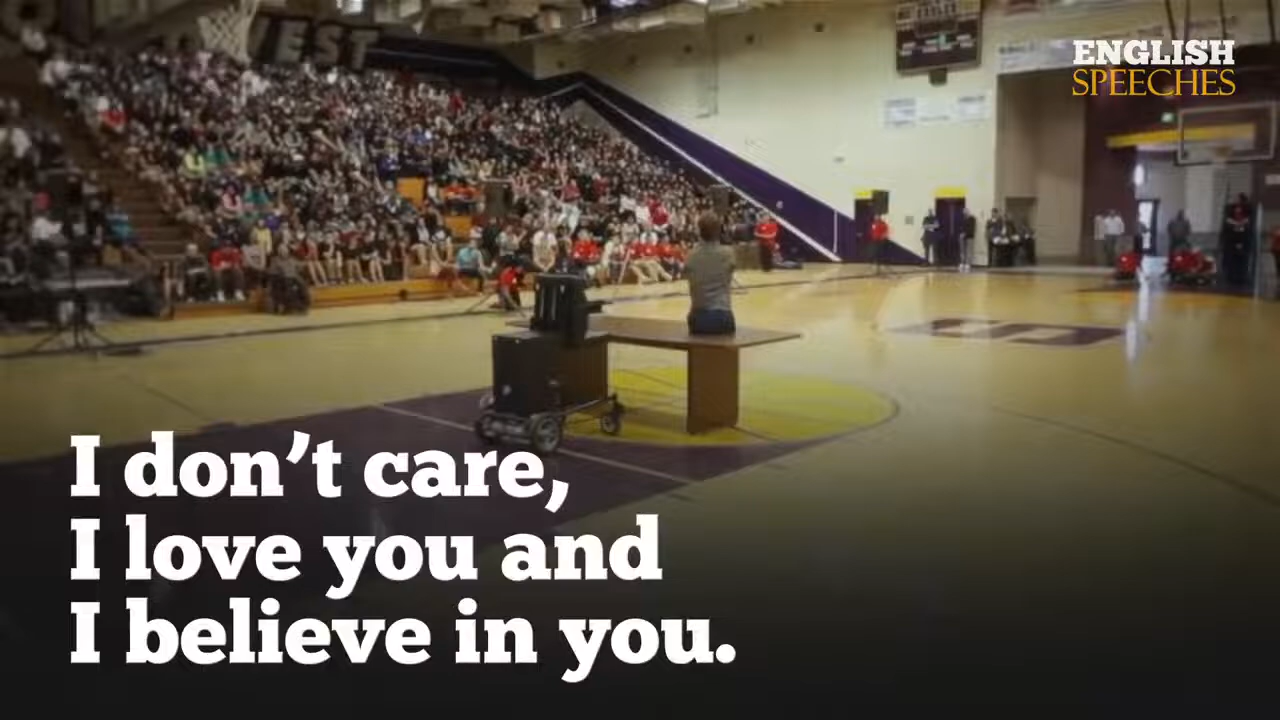 EST
ENGLISH
SPEECHES
I don’t care,
I love you and
I believe in you.